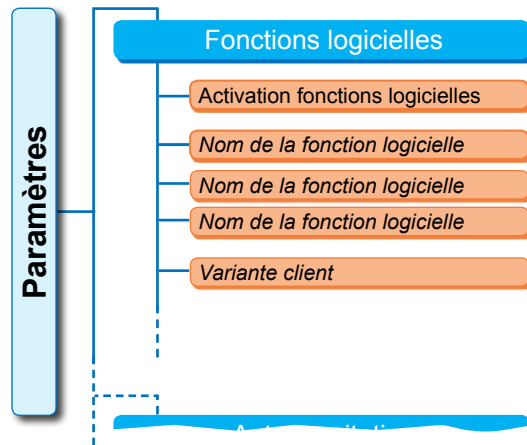 Paramètres
Fonctions logicielles
Activation fonctions logicielles
Nom de la fonction logicielle
Nom de la fonction logicielle
Nom de la fonction logicielle
Variante client